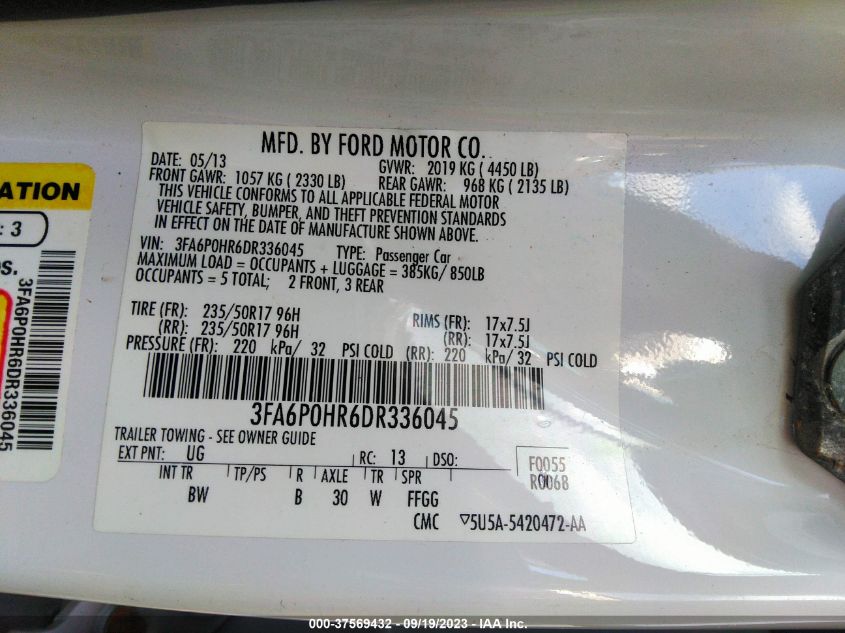 MFD. BY FORD MOTOR CO.
DATE: 05/13 GVWR: 2019 KG ( 4450 LB)
FRONT GAWR: 1057 KG ( 2330 LB) REAR GAWR: 968 KG ( 2135 LB)
THIS VEHICLE CONFORMS TO ALL APPLICABLE FEDERAL MOTOR
VEHICLE SAFETY, BUMPER, AND THEFT PREVENTION STANDARDS
IN EFFECT ON THE DATE OF MANUFACTURE SHOWN ABOVE.
VIN: 3FA6P0HR6DR336045 TYPE: Passenger Car
MAXIMUM LOAD = OCCUPANTS + LUGGAGE = 385KG/ 850LB
OCCUPANTS = 5 TOTAL; 2 FRONT, 3 REAR
TIRE (FR): 235/50R17 96H RIMS (FR): 17x7.5J
(RR): 235/50R17 96H (RR): 17x7.5J
PRESSURE (FR): 220 kPa/ 32 PSI COLD (RR): 220 kPa/ 32 PSI COLD
3FA6P0HR6DR336045
TRAILER TOWING - SEE OWNER GUIDE
EXT PNT: UG RC: 13 DSO: F0055
R0068
INT TR TP/PS R AXLE TR SPR
BW B 30 W FFGG
CMC ▽5U5A-5420472-AA
ATION
: 3
os.
3FA6P0HR6DR336045
000-37569432 - 09/19/2023 - IAA Inc.